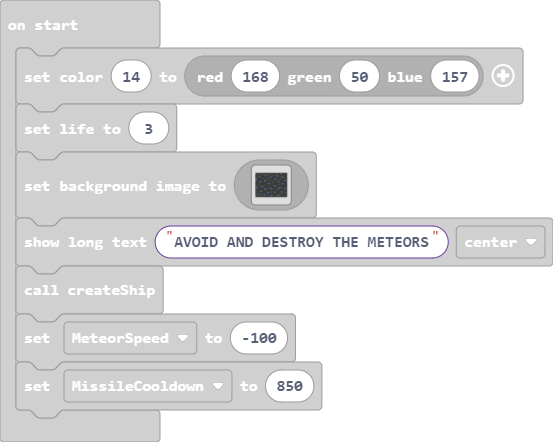 on start
set color 14 to red 168 green 50 blue 157
set life to 3
set background image to
show long text "AVOID AND DESTROY THE METEORS" center
call createShip
set MeteorSpeed to -100
set MissileCooldown to 850